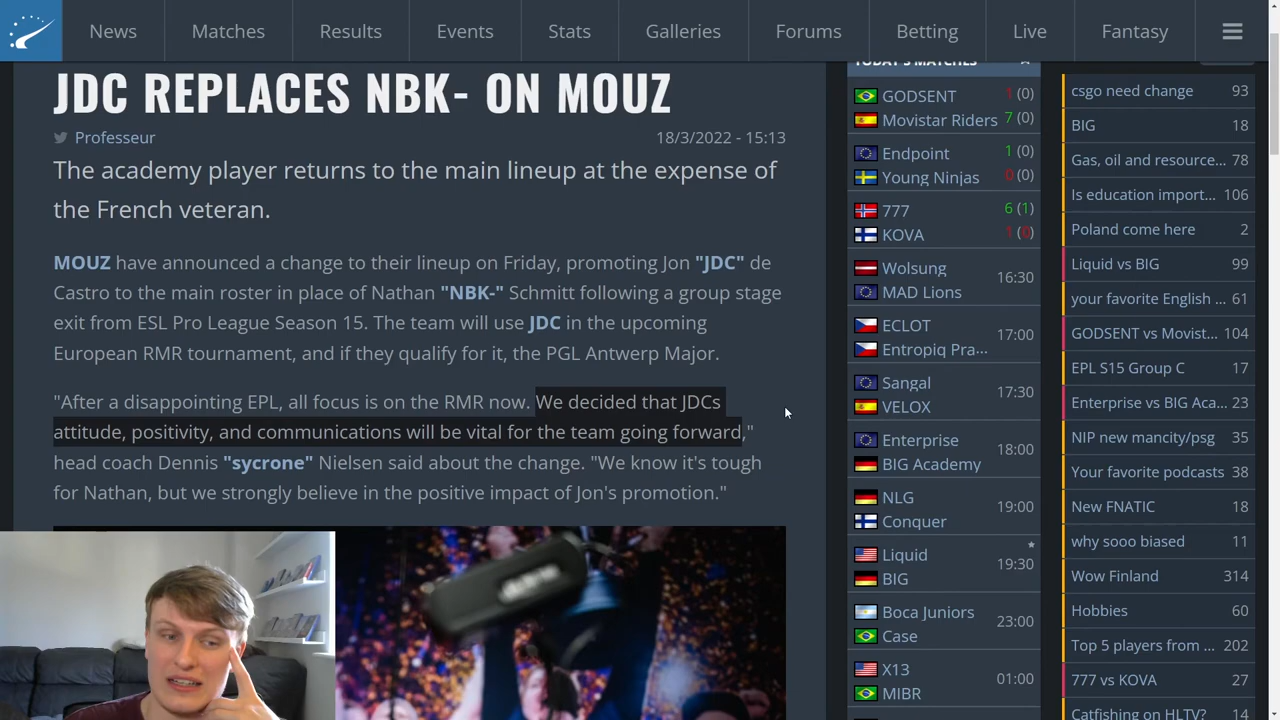 News
Matches
Results
Events
Stats
Galleries
Forums
Betting
Live
Fantasy
JDC REPLACES NBK- ON MOUZ
Professeur
18/3/2022 - 15:13
The academy player returns to the main lineup at the expense of
the French veteran.
MOUZ have announced a change to their lineup on Friday, promoting Jon "JDC" de
Castro to the main roster in place of Nathan "NBK-" Schmitt following a group stage
exit from ESL Pro League Season 15. The team will use JDC in the upcoming
European RMR tournament, and if they qualify for it, the PGL Antwerp Major.
"After a disappointing EPL, all focus is on the RMR now. We decided that JDCs
attitude, positivity, and communications will be vital for the team going forward,"
head coach Dennis "sycrone" Nielsen said about the change. "We know it's tough
for Nathan, but we strongly believe in the positive impact of Jon's promotion."
TODAY'S MATCHES
GODSENT 1 (0)
Movistar Riders 7 (0)
Endpoint 1 (0)
Young Ninjas 0 (0)
777 6 (1)
KOVA 1 (0)
Wolsung
MAD Lions
16:30
ECLOT
Entropiq Pra...
17:00
Sangal
VELOX
17:30
Enterprise
BIG Academy
18:00
NLG
Conquer
19:00
Liquid
BIG
19:30
Boca Juniors
Case
23:00
X13
MIBR
01:00
csgo need change 93
BIG 18
Gas, oil and resource... 78
Is education import... 106
Poland come here 2
Liquid vs BIG 99
your favorite English ... 61
GODSENT vs Movist... 104
EPL S15 Group C 17
Enterprise vs BIG Aca... 23
NIP new mancity/psg 35
Your favorite podcasts 38
New FNATIC 18
why sooo biased 11
Wow Finland 314
Hobbies 60
Top 5 players from ... 202
777 vs KOVA 27
Catfishing on HLTV? 14